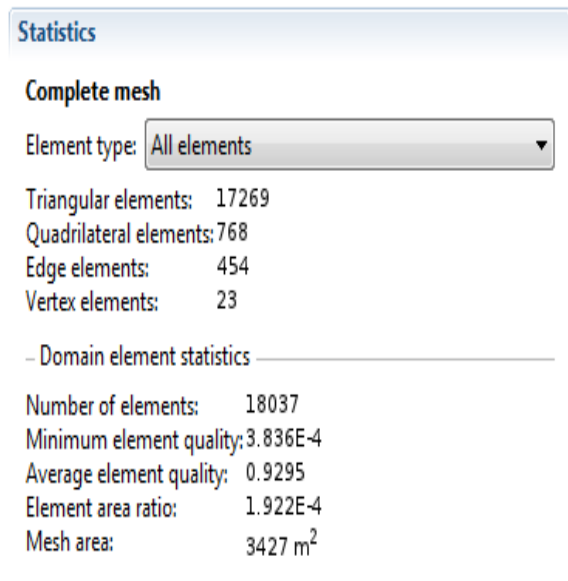 Statistics
Complete mesh
Element type: All elements
Triangular elements: 17269
Quadrilateral elements: 768
Edge elements: 454
Vertex elements: 23
Domain element statistics
Number of elements: 18037
Minimum element quality: 3.836E-4
Average element quality: 0.9295
Element area ratio: 1.922E-4
Mesh area: 3427 m²